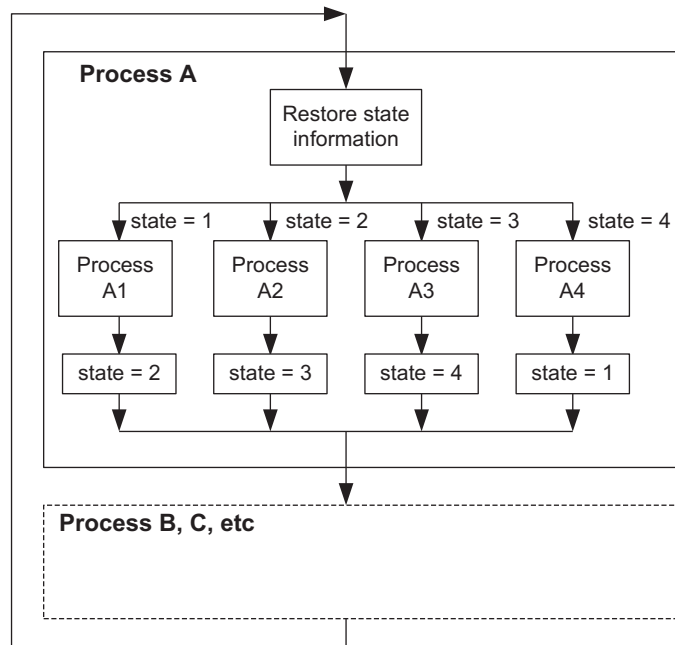 Process A
Restore state
information
state = 1
state = 2
state = 3
state = 4
Process
A1
Process
A2
Process
A3
Process
A4
state = 2
state = 3
state = 4
state = 1
Process B, C, etc